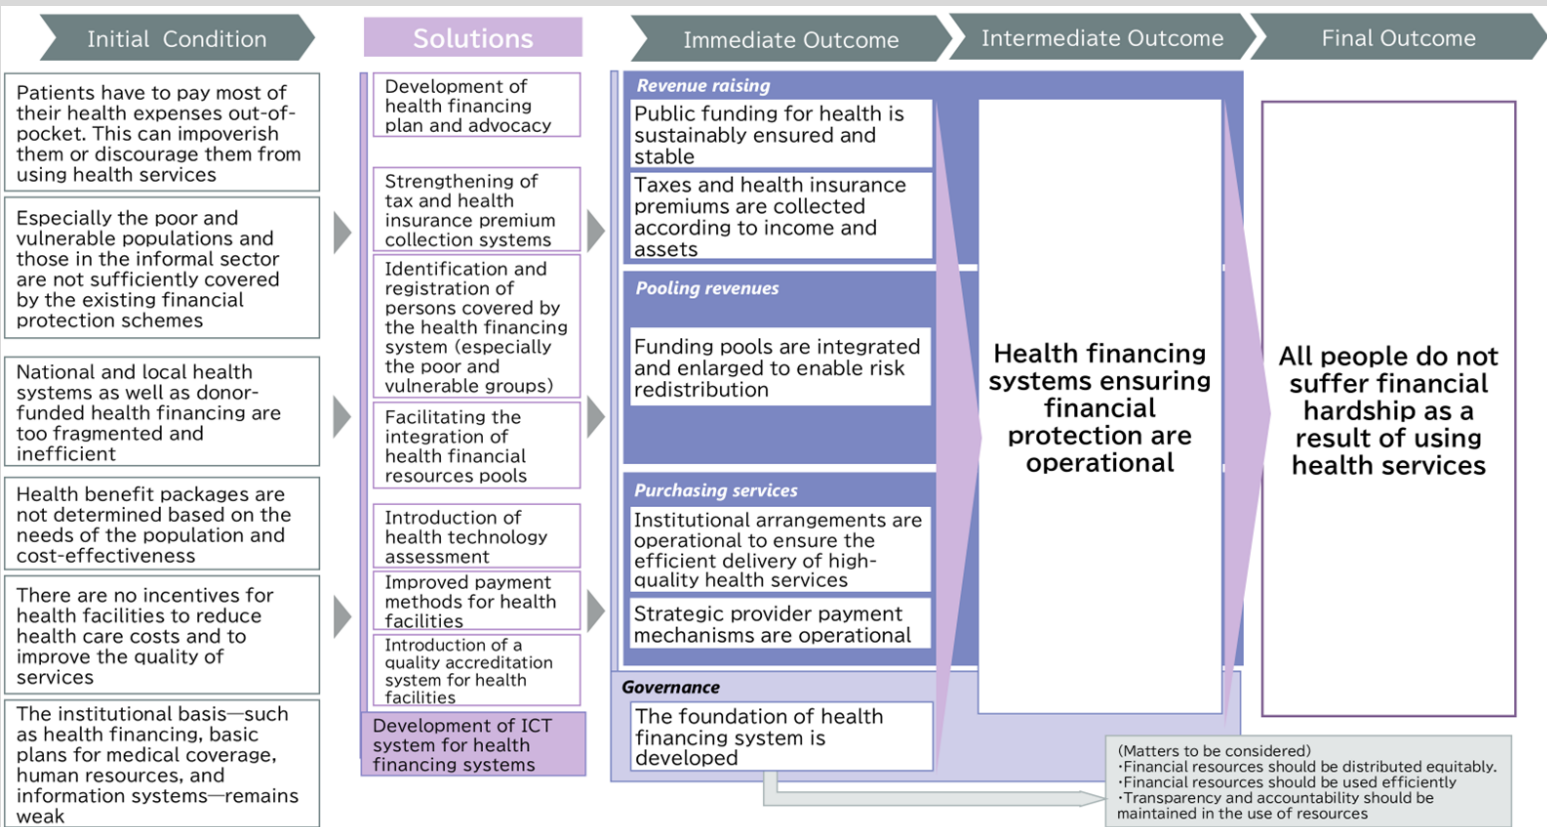 Initial Condition
Solutions
Immediate Outcome
Intermediate Outcome
Final Outcome
Patients have to pay most of
their health expenses out-of-
pocket. This can impoverish
them or discourage them from
using health services
Especially the poor and
vulnerable populations and
those in the informal sector
are not sufficiently covered
by the existing financial
protection schemes
National and local health
systems as well as donor-
funded health financing are
too fragmented and
inefficient
Health benefit packages are
not determined based on the
needs of the population and
cost-effectiveness
There are no incentives for
health facilities to reduce
health care costs and to
improve the quality of
services
The institutional basis—such
as health financing, basic
plans for medical coverage,
human resources, and
information systems—remains
weak
Development of
health financing
plan and advocacy
Strengthening of
tax and health
insurance premium
collection systems
Identification and
registration of
persons covered by
the health financing
system (especially
the poor and
vulnerable groups)
Facilitating the
integration of
health financial
resources pools
Introduction of
health technology
assessment
Improved payment
methods for health
facilities
Introduction of a
quality accreditation
system for health
facilities
Development of ICT
system for health
financing systems
Revenue raising
Public funding for health is
sustainably ensured and
stable
Taxes and health insurance
premiums are collected
according to income and
assets
Pooling revenues
Funding pools are integrated
and enlarged to enable risk
redistribution
Purchasing services
Institutional arrangements are
operational to ensure the
efficient delivery of high-
quality health services
Strategic provider payment
mechanisms are operational
Governance
The foundation of health
financing system is
developed
Health financing
systems ensuring
financial
protection are
operational
All people do not
suffer financial
hardship as a
result of using
health services
(Matters to be considered)
・Financial resources should be distributed equitably.
・Financial resources should be used efficiently
・Transparency and accountability should be
maintained in the use of resources